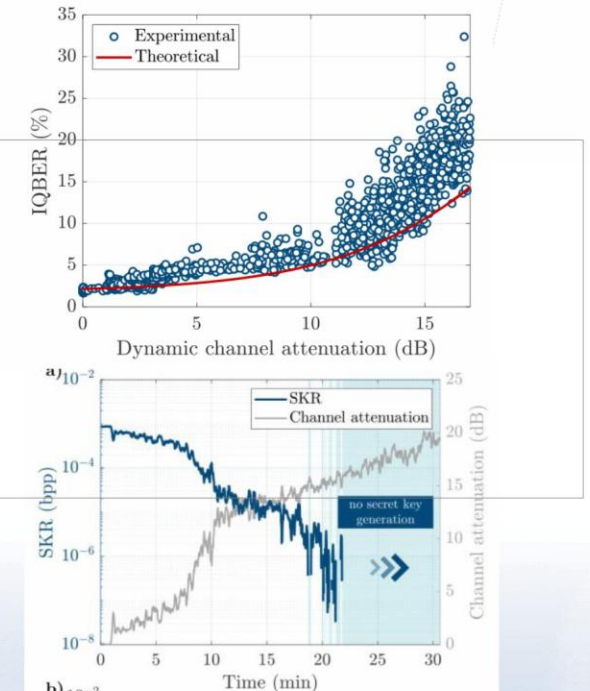 35
30
25
20
15
10
5
0
IQBER (%)
Experimental
Theoretical
0 5 10 15
Dynamic channel attenuation (dB)
a)
10⁻²
10⁻⁴
10⁻⁶
10⁻⁸
SKR (bpp)
SKR
Channel attenuation
no secret key
generation
25
20
15
10
5
0
Channel attenuation (dB)
0 5 10 15 20 25 30
Time (min)
b)